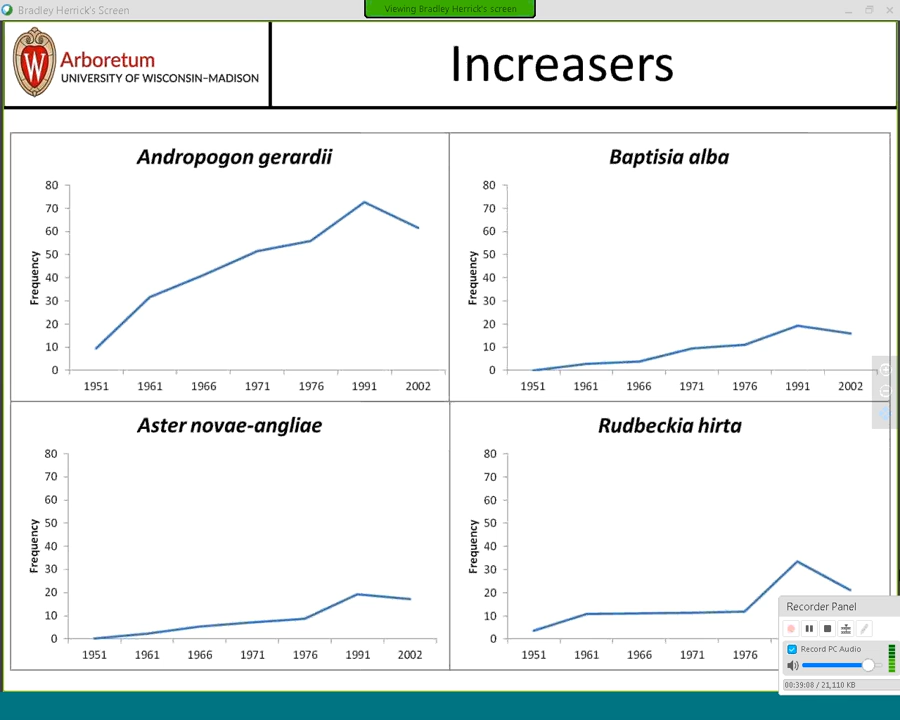 Bradley Herrick's Screen
Viewing Bradley Herrick's screen
W
Arboretum
UNIVERSITY OF WISCONSIN–MADISON
Increasers
Andropogon gerardii
80
70
60
50
40
30
20
10
0
Frequency
1951 1961 1966 1971 1976 1991 2002
Baptisia alba
80
70
60
50
40
30
20
10
0
Frequency
1951 1961 1966 1971 1976 1991 2002
Aster novae-angliae
80
70
60
50
40
30
20
10
0
Frequency
1951 1961 1966 1971 1976 1991 2002
Rudbeckia hirta
80
70
60
50
40
30
20
10
0
Frequency
1951 1961 1966 1971 1976
Recorder Panel
Record PC Audio
00:39:08 / 21,110 KB